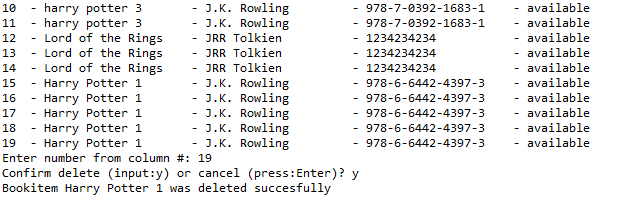 10 - harry potter 3 - J.K. Rowling - 978-7-0392-1683-1 - available
11 - harry potter 3 - J.K. Rowling - 978-7-0392-1683-1 - available
12 - Lord of the Rings - JRR Tolkien - 1234234234 - available
13 - Lord of the Rings - JRR Tolkien - 1234234234 - available
14 - Lord of the Rings - JRR Tolkien - 1234234234 - available
15 - Harry Potter 1 - J.K. Rowling - 978-6-6442-4397-3 - available
16 - Harry Potter 1 - J.K. Rowling - 978-6-6442-4397-3 - available
17 - Harry Potter 1 - J.K. Rowling - 978-6-6442-4397-3 - available
18 - Harry Potter 1 - J.K. Rowling - 978-6-6442-4397-3 - available
19 - Harry Potter 1 - J.K. Rowling - 978-6-6442-4397-3 - available
Enter number from column #: 19
Confirm delete (input:y) or cancel (press:Enter)? y
Bookitem Harry Potter 1 was deleted succesfully